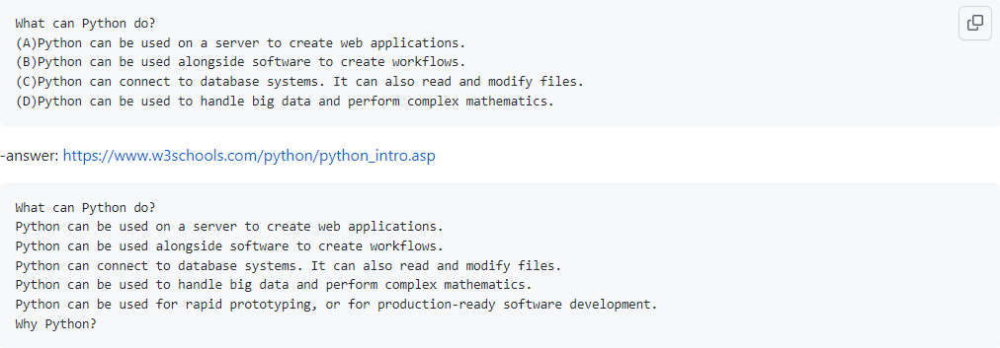 What can Python do?
(A)Python can be used on a server to create web applications.
(B)Python can be used alongside software to create workflows.
(C)Python can connect to database systems. It can also read and modify files.
(D)Python can be used to handle big data and perform complex mathematics.
-answer: https://www.w3schools.com/python/python_intro.asp
What can Python do?
Python can be used on a server to create web applications.
Python can be used alongside software to create workflows.
Python can connect to database systems. It can also read and modify files.
Python can be used to handle big data and perform complex mathematics.
Python can be used for rapid prototyping, or for production-ready software development.
Why Python?